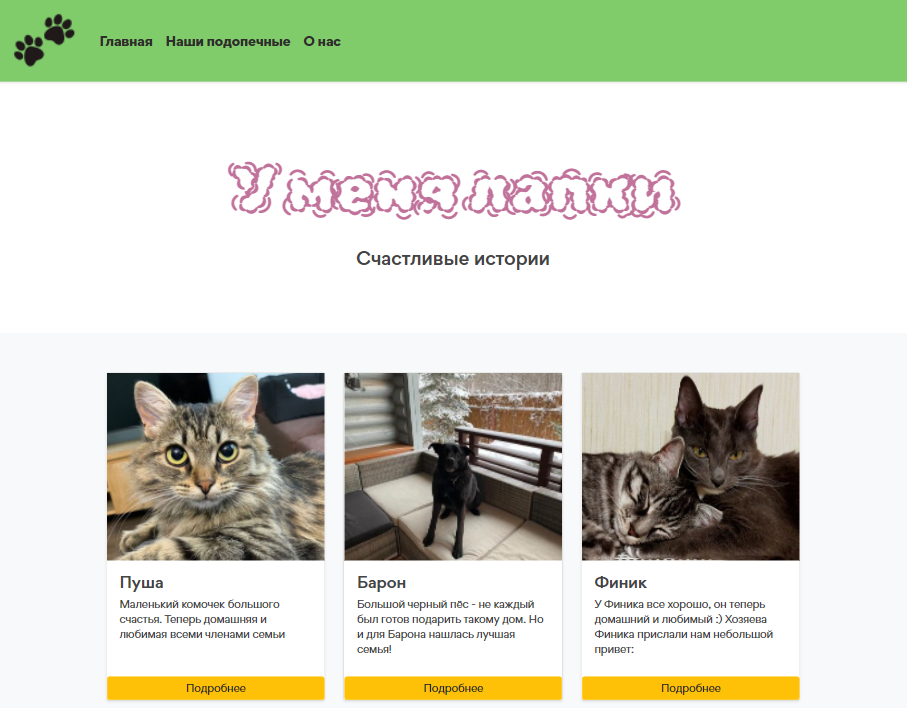 Главная Наши подопечные О нас
У меня лапки
Счастливые истории
Пуша
Маленький комочек большого
счастья. Теперь домашняя и
любимая всеми членами семьи
Подробнее
Барон
Большой черный пёс - не каждый
был готов подарить такому дом. Но
и для Барона нашлась лучшая
семья!
Подробнее
Финик
У Финика все хорошо, он теперь
домашний и любимый :) Хозяева
Финика прислали нам небольшой
привет:
Подробнее